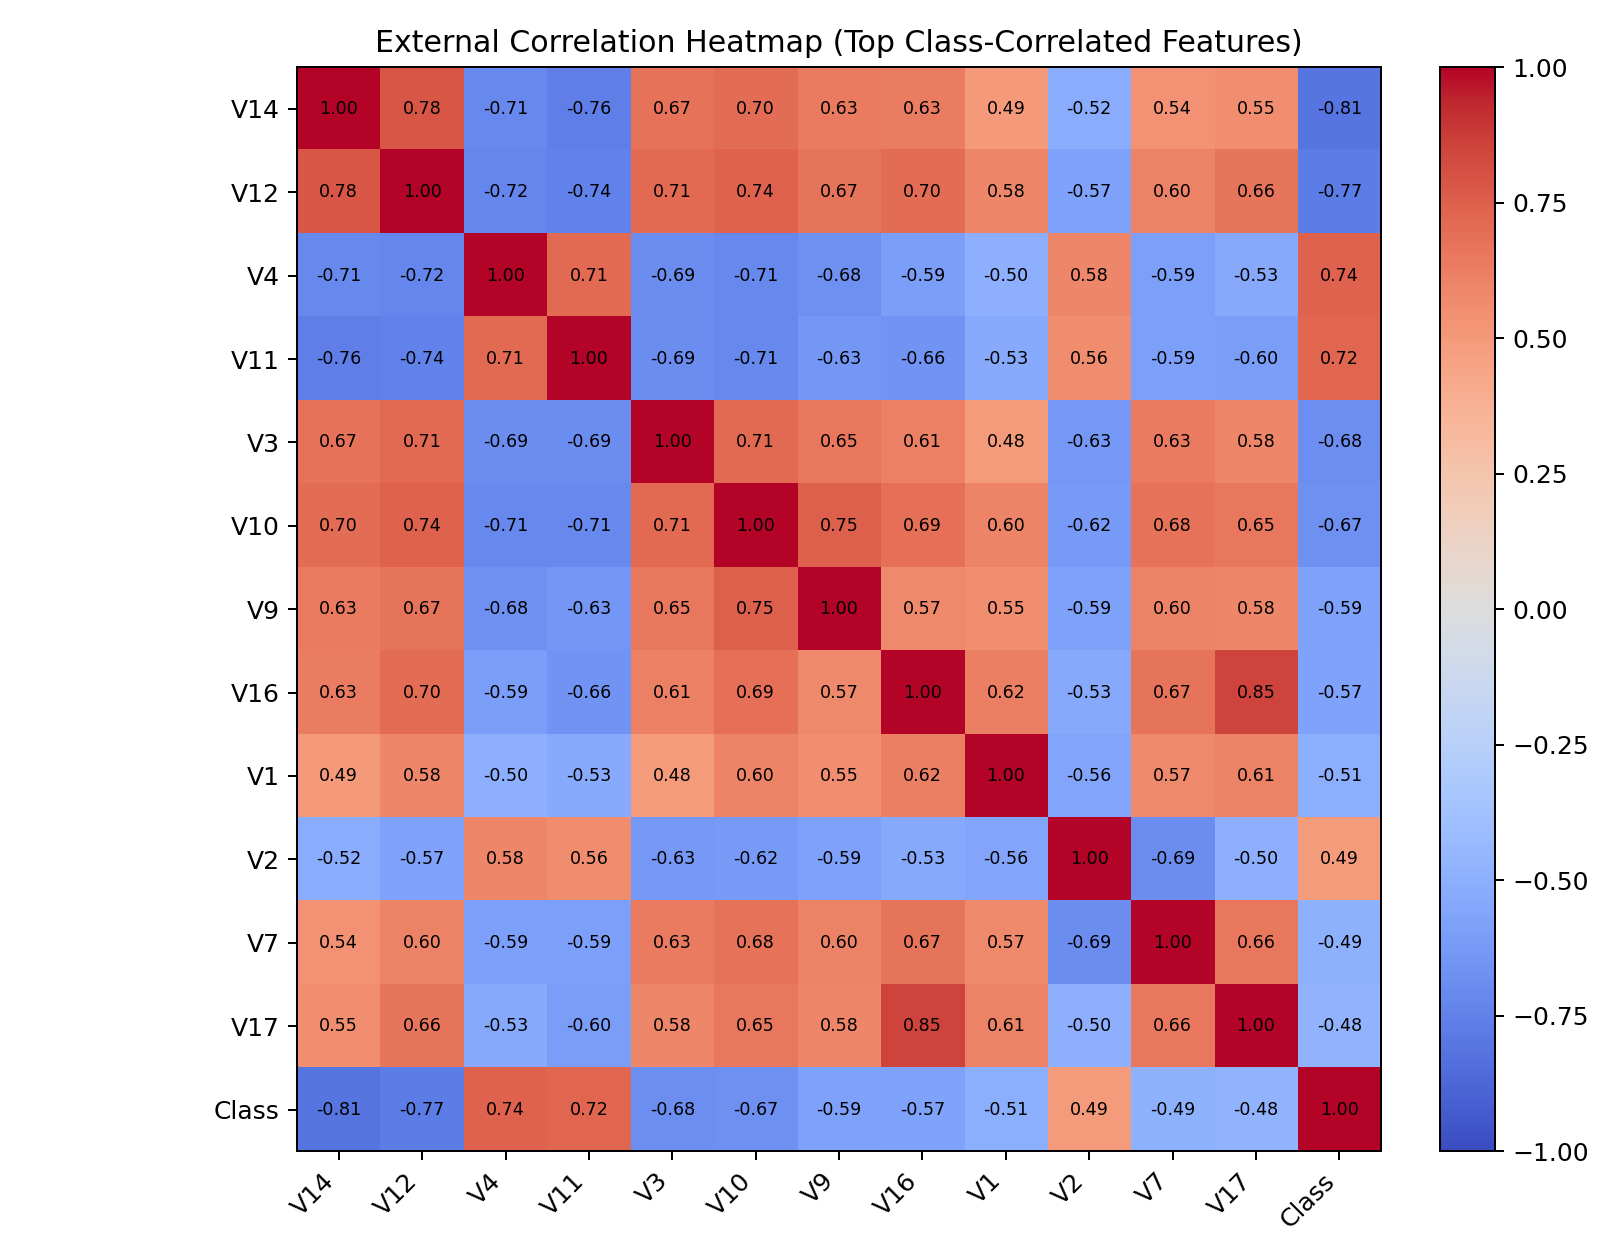 External Correlation Heatmap (Top Class-Correlated Features)
V14 1.00 0.78 -0.71 -0.76 0.67 0.70 0.63 0.63 0.49 -0.52 0.54 0.55 -0.81
V12 0.78 1.00 -0.72 -0.74 0.71 0.74 0.67 0.70 0.58 -0.57 0.60 0.66 -0.77
V4 -0.71 -0.72 1.00 0.71 -0.69 -0.71 -0.68 -0.59 -0.50 0.58 -0.59 -0.53 0.74
V11 -0.76 -0.74 0.71 1.00 -0.69 -0.71 -0.63 -0.66 -0.53 0.56 -0.59 -0.60 0.72
V3 0.67 0.71 -0.69 -0.69 1.00 0.71 0.65 0.61 0.48 -0.63 0.63 0.58 -0.68
V10 0.70 0.74 -0.71 -0.71 0.71 1.00 0.75 0.69 0.60 -0.62 0.68 0.65 -0.67
V9 0.63 0.67 -0.68 -0.63 0.65 0.75 1.00 0.57 0.55 -0.59 0.60 0.58 -0.59
V16 0.63 0.70 -0.59 -0.66 0.61 0.69 0.57 1.00 0.62 -0.53 0.67 0.85 -0.57
V1 0.49 0.58 -0.50 -0.53 0.48 0.60 0.55 0.62 1.00 -0.56 0.57 0.61 -0.51
V2 -0.52 -0.57 0.58 0.56 -0.63 -0.62 -0.59 -0.53 -0.56 1.00 -0.69 -0.50 0.49
V7 0.54 0.60 -0.59 -0.59 0.63 0.68 0.60 0.67 0.57 -0.69 1.00 0.66 -0.49
V17 0.55 0.66 -0.53 -0.60 0.58 0.65 0.58 0.85 0.61 -0.50 0.66 1.00 -0.48
Class -0.81 -0.77 0.74 0.72 -0.68 -0.67 -0.59 -0.57 -0.51 0.49 -0.49 -0.48 1.00
V14 V12 V4 V11 V3 V10 V9 V16 V1 V2 V7 V17 Class
1.00
0.75
0.50
0.25
0.00
−0.25
−0.50
−0.75
−1.00